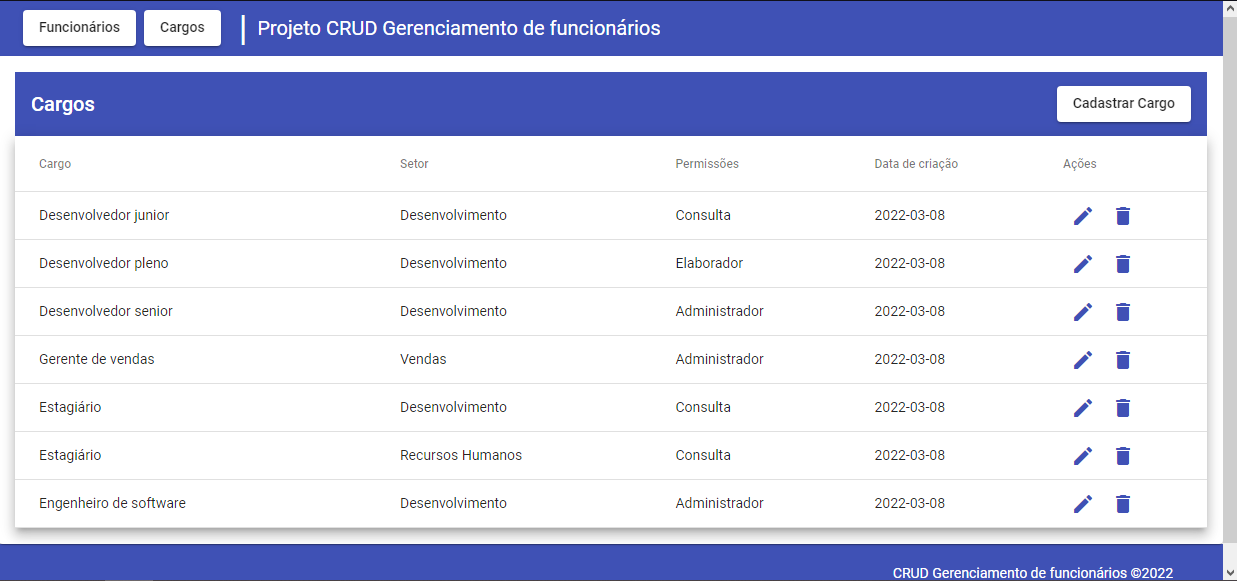 Funcionários Cargos Projeto CRUD Gerenciamento de funcionários
Cargos Cadastrar Cargo
Cargo Setor Permissões Data de criação Ações
Desenvolvedor junior Desenvolvimento Consulta 2022-03-08
Desenvolvedor pleno Desenvolvimento Elaborador 2022-03-08
Desenvolvedor senior Desenvolvimento Administrador 2022-03-08
Gerente de vendas Vendas Administrador 2022-03-08
Estagiário Desenvolvimento Consulta 2022-03-08
Estagiário Recursos Humanos Consulta 2022-03-08
Engenheiro de software Desenvolvimento Administrador 2022-03-08
CRUD Gerenciamento de funcionários ©2022